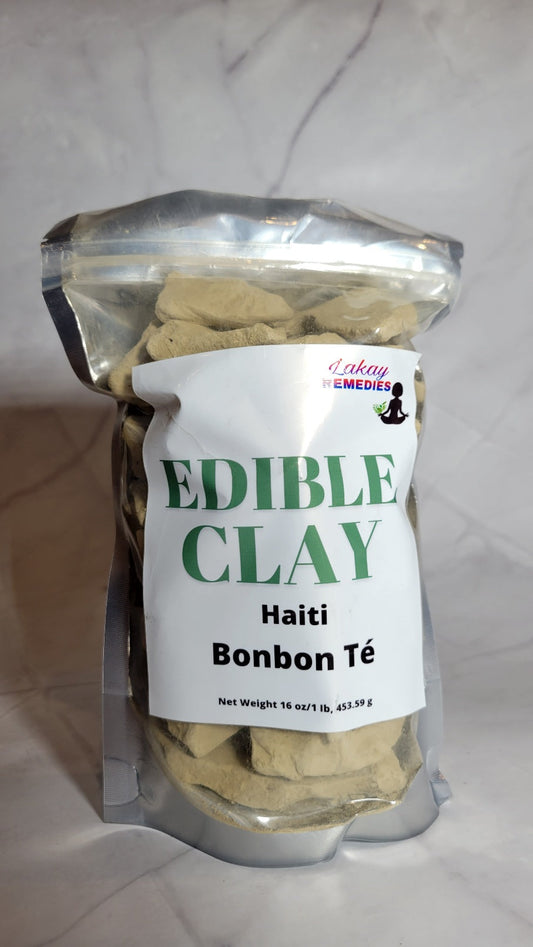 Lakay
REMEDIES
EDIBLE
CLAY
Haiti
Bonbon Té
Net Weight 16 oz/1 lb, 453.59 g